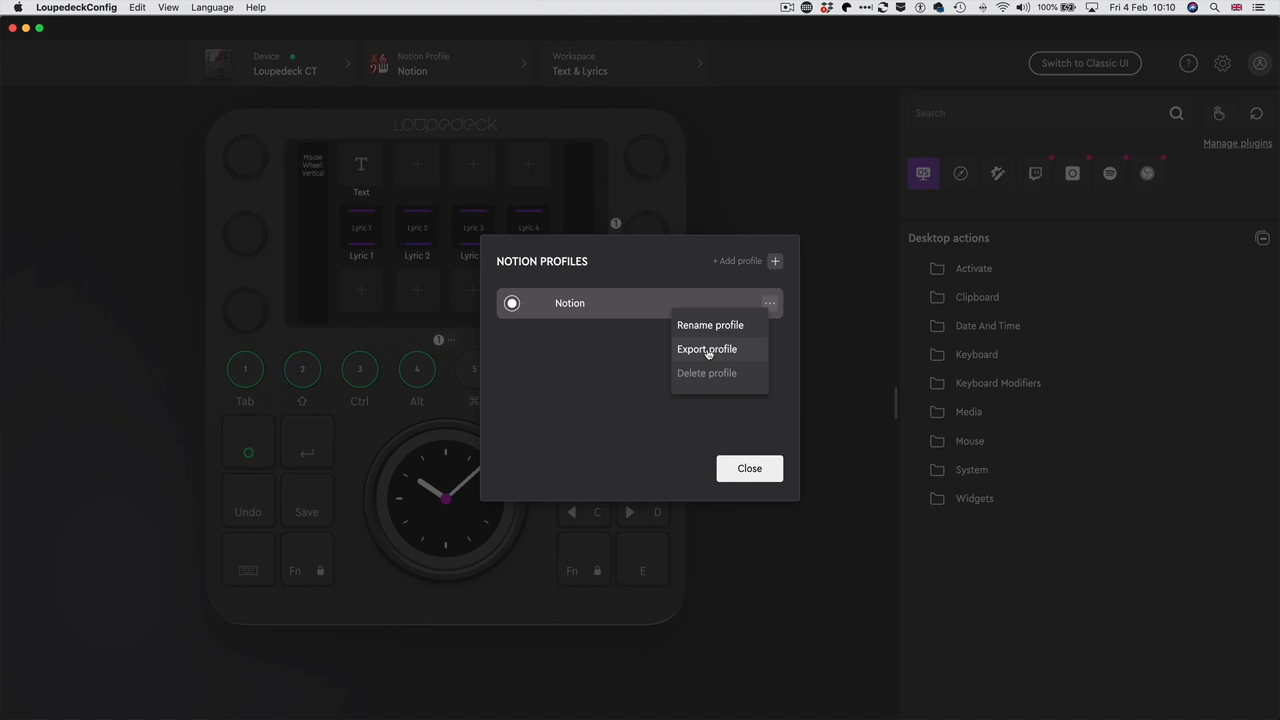 LoupedeckConfig Edit View Language Help
100% Fri 4 Feb 10:10
Device
Loupedeck CT
Notion Profile
Notion
Workspace
Text & Lyrics
Switch to Classic UI
?
Search
Manage plugins
Loupedeck
Mouse
Wheel:
Vertical
T
Text
Lyric 1 Lyric 2 Lyric 3 Lyric 4
Lyric 1 Lyric 2
1
1 ...
1 2 3 4 5
Tab Ctrl Alt
Undo Save
Fn
C D
Fn E
NOTION PROFILES
+ Add profile
Notion
Rename profile
Export profile
Delete profile
Close
Desktop actions
Activate
Clipboard
Date And Time
Keyboard
Keyboard Modifiers
Media
Mouse
System
Widgets